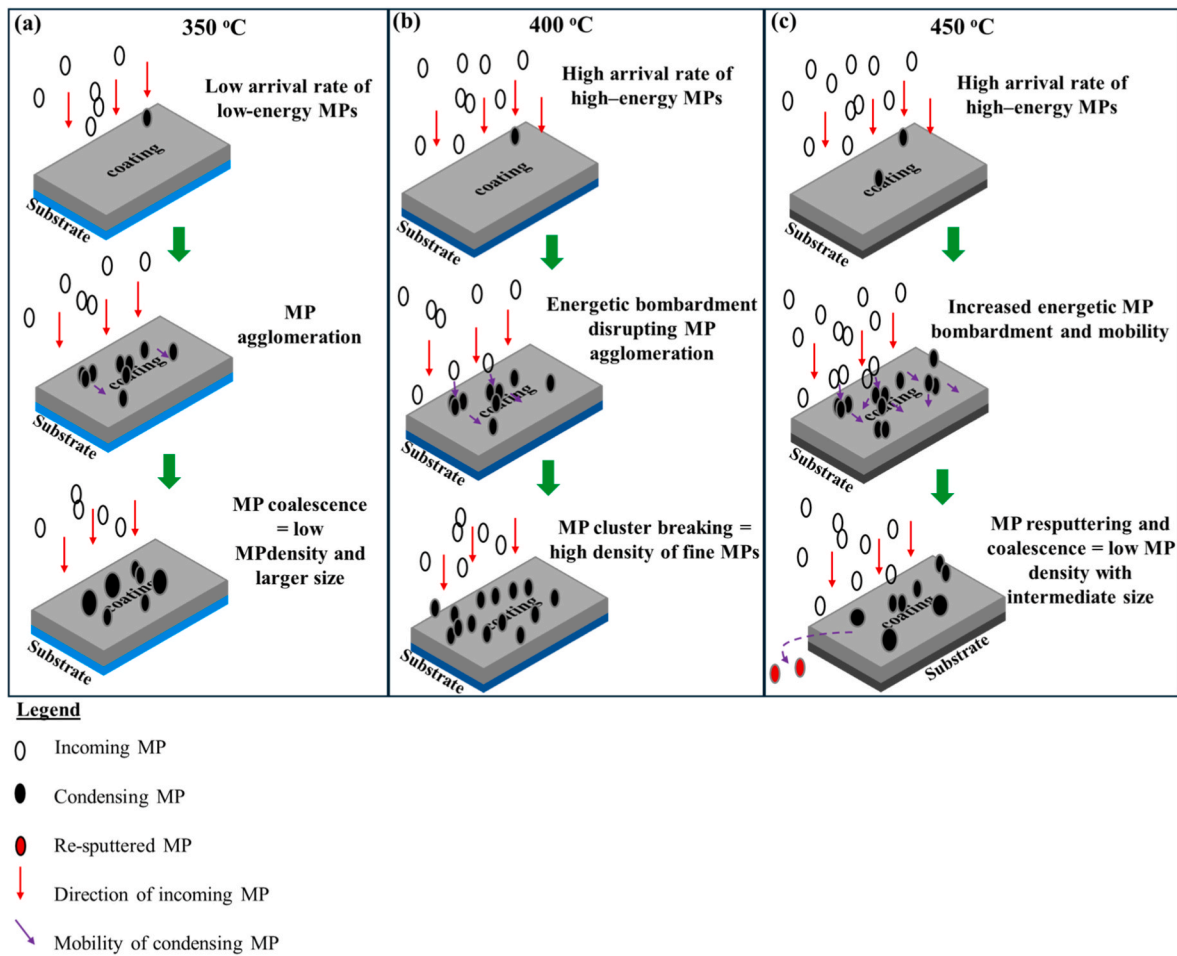 (a)
350 °C
Low arrival rate of
low-energy MPs
coating
Substrate
MP
agglomeration
coating
Substrate
MP coalescence
= low
MPdensity and
larger size
coating
Substrate
(b)
400 °C
High arrival rate of
high–energy MPs
coating
Substrate
Energetic bombardment
disrupting MP
agglomeration
coating
Substrate
MP cluster breaking =
high density of fine MPs
coating
Substrate
(c)
450 °C
High arrival rate of
high–energy MPs
coating
Substrate
Increased energetic MP
bombardment and mobility
coating
Substrate
MP resputtering and
coalescence = low MP
density with
intermediate size
coating
Substrate
Legend
Incoming MP
Condensing MP
Re-sputtered MP
Direction of incoming MP
Mobility of condensing MP